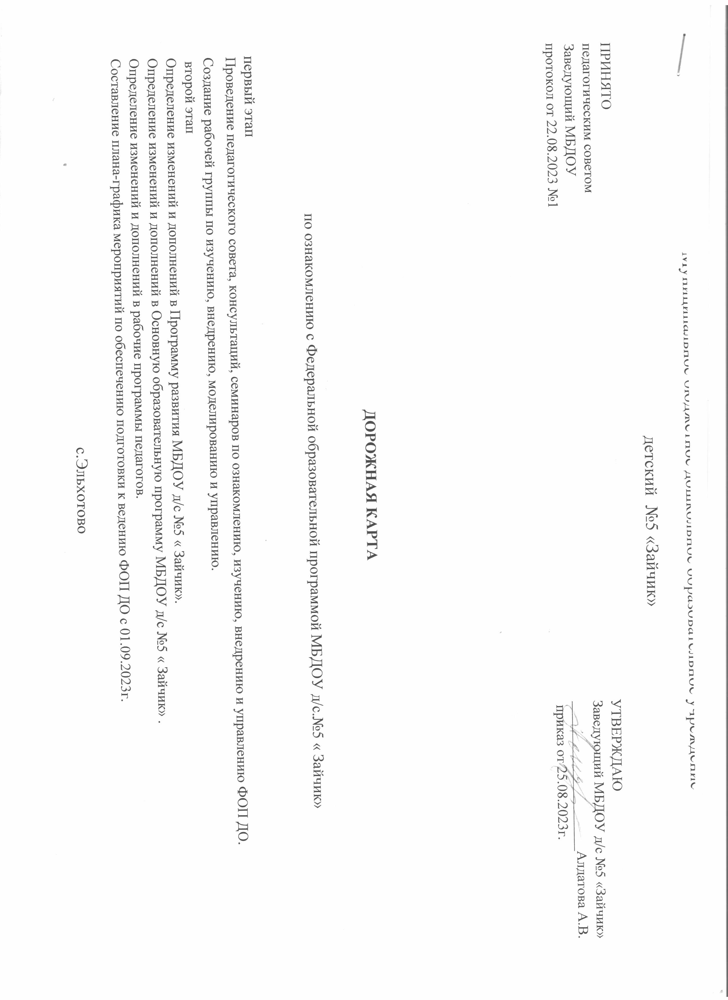 Муниципальное бюджетное дошкольное образовательное учреждение
детский №5 «Зайчик»
ПРИНЯТО
педагогическим советом
Заведующий МБДОУ
протокол от 22.08.2023 №1
УТВЕРЖДАЮ
Заведующий МБДОУ д/с №5 «Зайчик»
Алдатова А.В.
приказ от 25.08.2023г.
ДОРОЖНАЯ КАРТА
по ознакомлению с Федеральной образовательной программой МБДОУ д/с.№5 « Зайчик»
первый этап
Проведение педагогического совета, консультаций, семинаров по ознакомлению, изучению, внедрению и управлению ФОП ДО.
Создание рабочей группы по изучению, внедрению, моделированию и управлению.
второй этап
Определение изменений и дополнений в Программу развития МБДОУ д/с №5 « Зайчик».
Определение изменений и дополнений в Основную образовательную программу МБДОУ д/с №5 « Зайчик» .
Определение изменений и дополнений в рабочие программы педагогов.
Составление плана-графика мероприятий по обеспечению подготовки к ведению ФОП ДО с 01.09.2023г.
с.Эльхотово